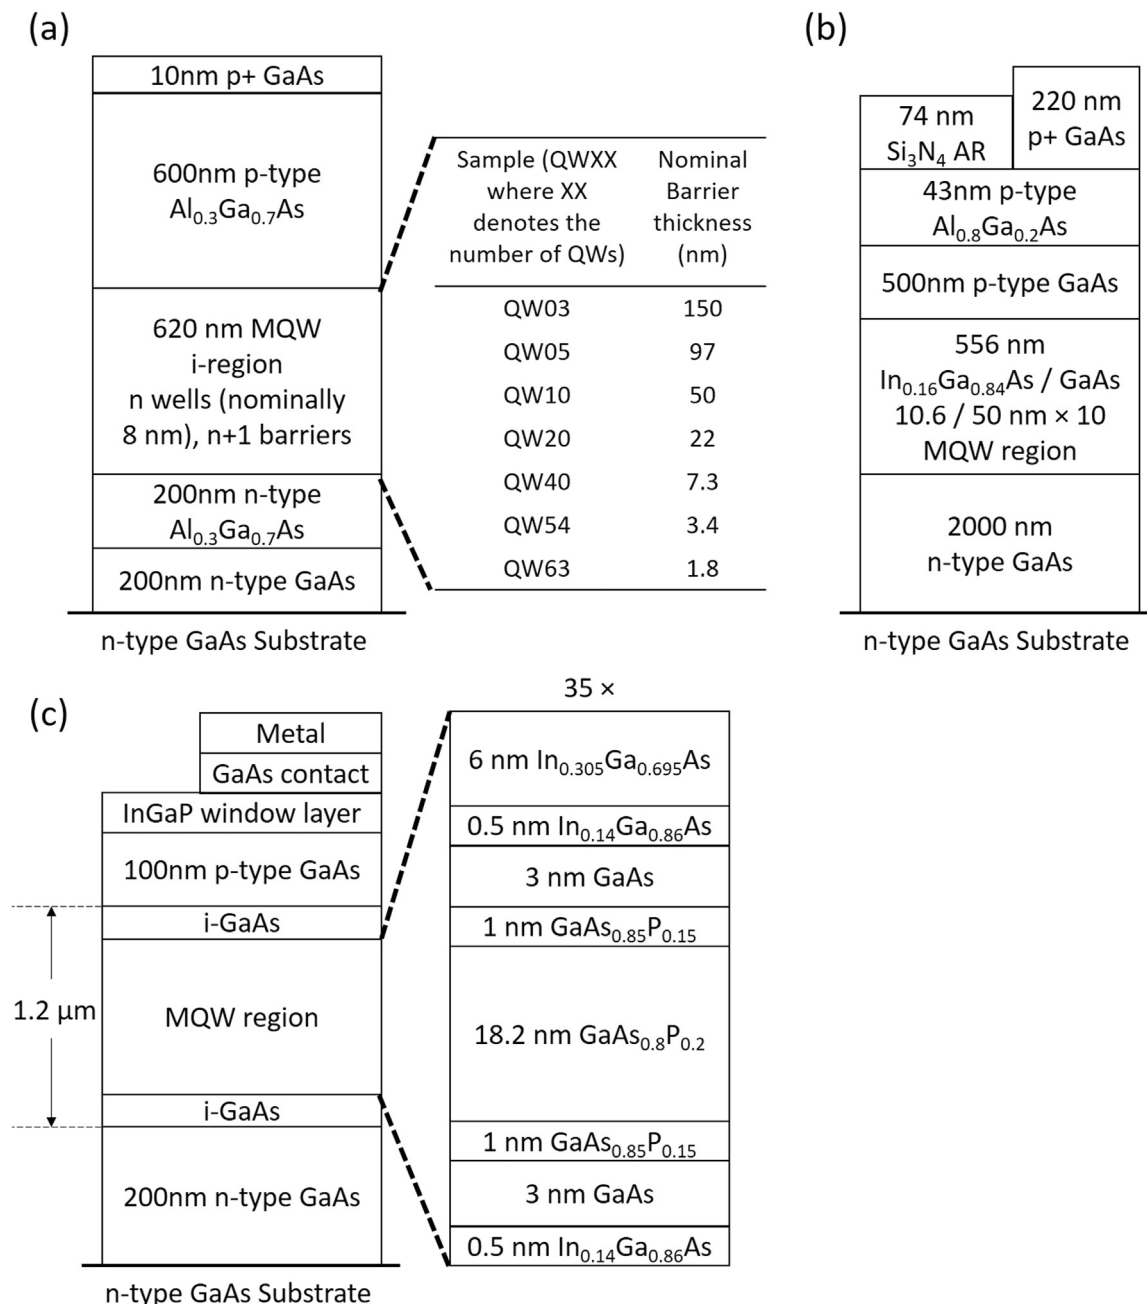 (a)
10nm p+ GaAs
600nm p-type
Al₀.₃Ga₀.₇As
620 nm MQW
i-region
n wells (nominally
8 nm), n+1 barriers
200nm n-type
Al₀.₃Ga₀.₇As
200nm n-type GaAs
n-type GaAs Substrate
Sample (QWXX
where XX
denotes the
number of QWs)
Nominal
Barrier
thickness
(nm)
QW03 150
QW05 97
QW10 50
QW20 22
QW40 7.3
QW54 3.4
QW63 1.8
(b)
74 nm
Si₃N₄ AR
220 nm
p+ GaAs
43nm p-type
Al₀.₈Ga₀.₂As
500nm p-type GaAs
556 nm
In₀.₁₆Ga₀.₈₄As / GaAs
10.6 / 50 nm × 10
MQW region
2000 nm
n-type GaAs
n-type GaAs Substrate
(c)
Metal
GaAs contact
InGaP window layer
100nm p-type GaAs
i-GaAs
1.2 μm
MQW region
i-GaAs
200nm n-type GaAs
n-type GaAs Substrate
35 ×
6 nm In₀.₃₀₅Ga₀.₆₉₅As
0.5 nm In₀.₁₄Ga₀.₈₆As
3 nm GaAs
1 nm GaAs₀.₈₅P₀.₁₅
18.2 nm GaAs₀.₈P₀.₂
1 nm GaAs₀.₈₅P₀.₁₅
3 nm GaAs
0.5 nm In₀.₁₄Ga₀.₈₆As